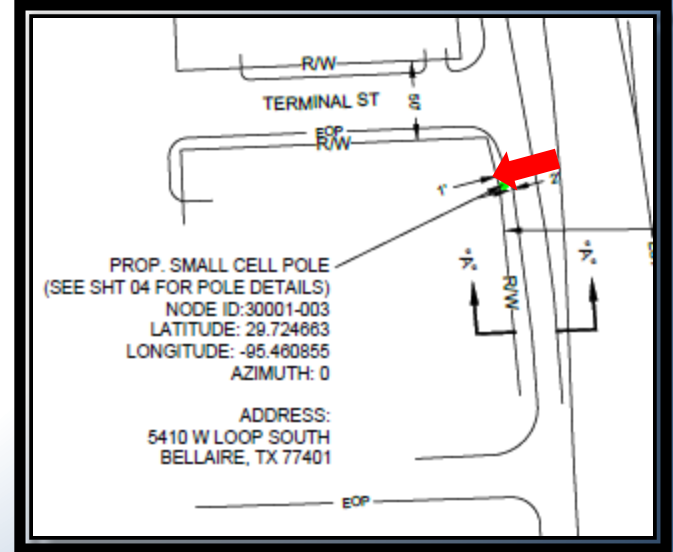 R/W
TERMINAL ST
50'
EOP
R/W
1'
2'
PROP. SMALL CELL POLE
(SEE SHT 04 FOR POLE DETAILS)
NODE ID:30001-003
LATITUDE: 29.724663
LONGITUDE: -95.460855
AZIMUTH: 0
"A"
"A"
R/W
ADDRESS:
5410 W LOOP SOUTH
BELLAIRE, TX 77401
EOP